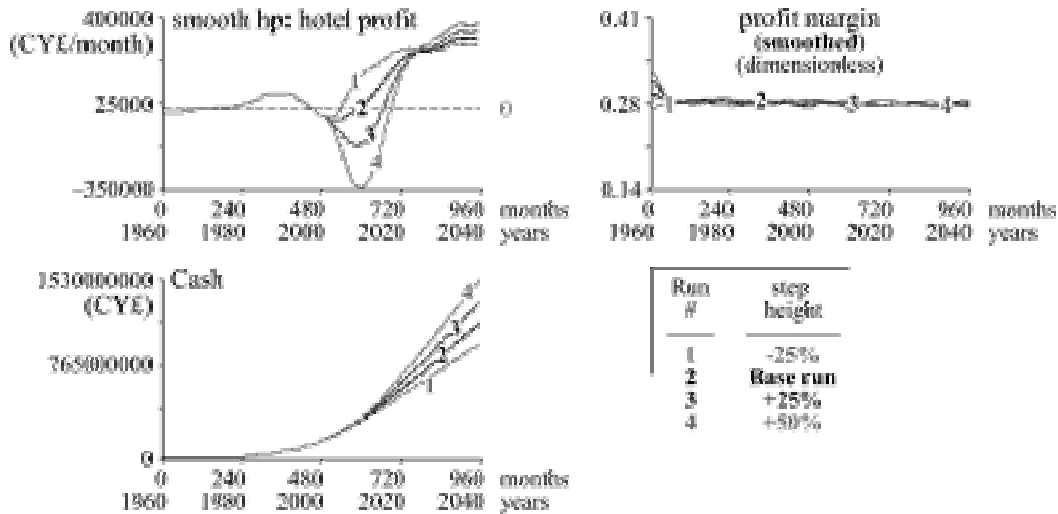 400000
(CY£/month)
smooth hp: hotel profit
25000
0
-350000
0 240 480 720 960 months
1960 1980 2000 2020 2040 years
1
2
3
4
0.41
profit margin
(smoothed)
(dimensionless)
0.28
1 2 3 4
0.14
0 240 480 720 960 months
1960 1980 2000 2020 2040 years
1530000000
(CY£)
Cash
765000000
0
4
3
2
1
0 240 480 720 960 months
1960 1980 2000 2020 2040 years
Run step
# height
1 -25%
2 Base run
3 +25%
4 +50%